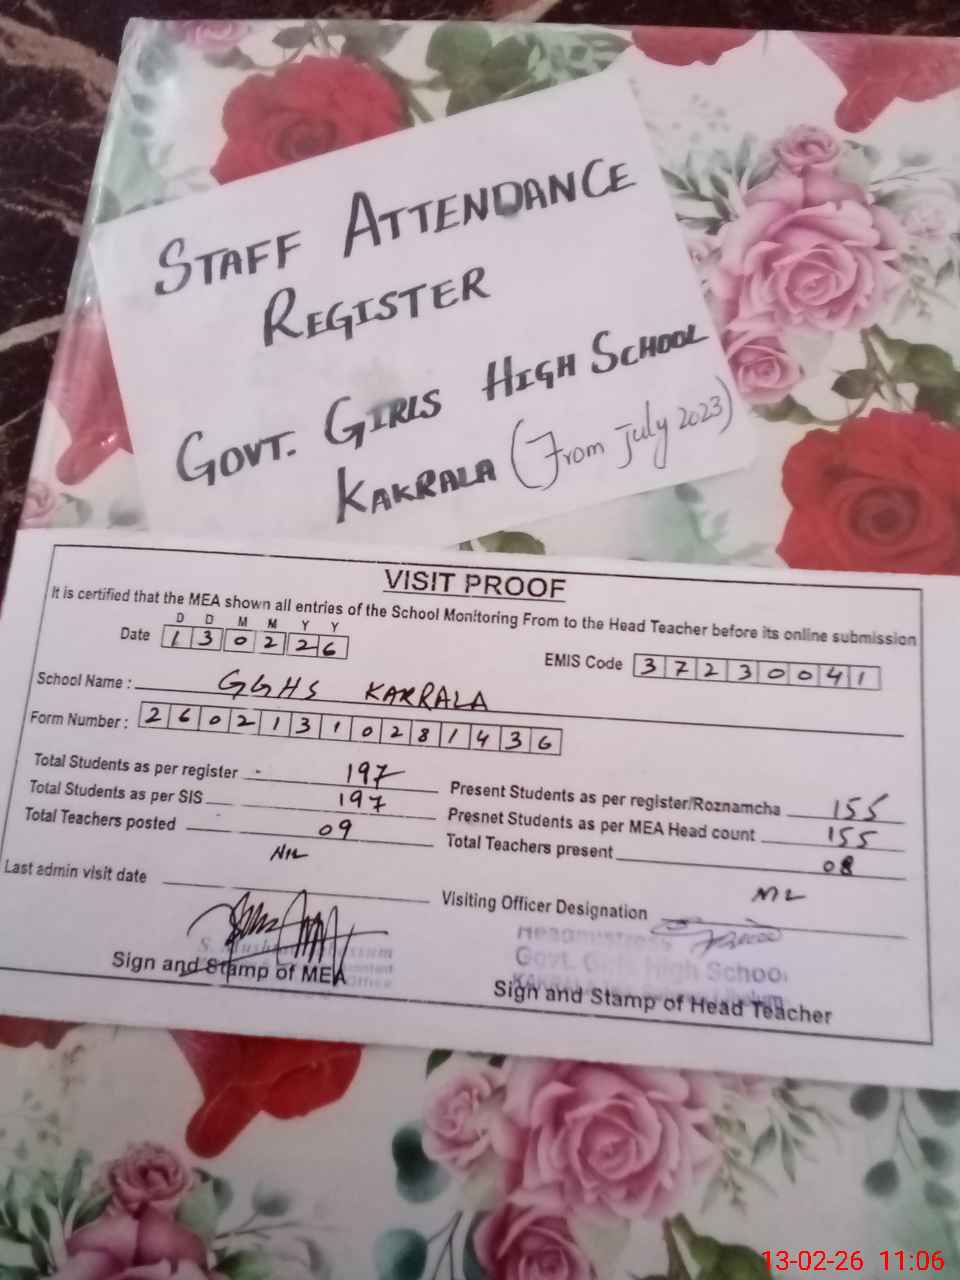 STAFF ATTENDANCE
REGISTER
GOVT. GIRLS HIGH SCHOOL
KAKRALA (From july 2023)
VISIT PROOF
It is certified that the MEA shown all entries of the School Monitoring From to the Head Teacher before its online submission
D D M M Y Y
Date 1 3 0 2 2 6
EMIS Code 3 7 2 3 0 0 4 1
School Name : GGHS KAKRALA
Form Number : 2 6 0 2 1 3 1 0 2 8 1 4 3 6
Total Students as per register 197
Present Students as per register/Roznamcha 155
Total Students as per SIS 197
Presnet Students as per MEA Head count 155
Total Teachers posted 09
Total Teachers present 08
Last admin visit date NIL
Visiting Officer Designation NIL
Headmistress
Govt. Girls High School
Sign and Stamp of MEA
Sign and Stamp of Head Teacher
13-02-26 11:06